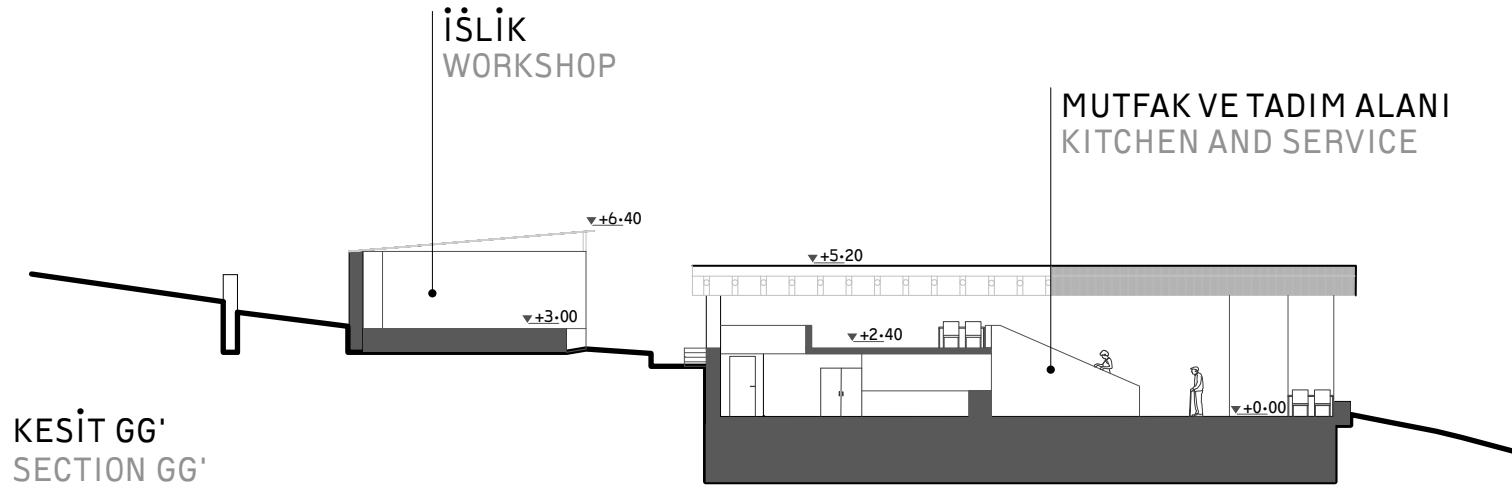 İŞLİK
WORKSHOP
MUTFAK VE TADIM ALANI
KITCHEN AND SERVICE
+6.40
+5.20
+3.00
+2.40
+0.00
KESİT GG'
SECTION GG'